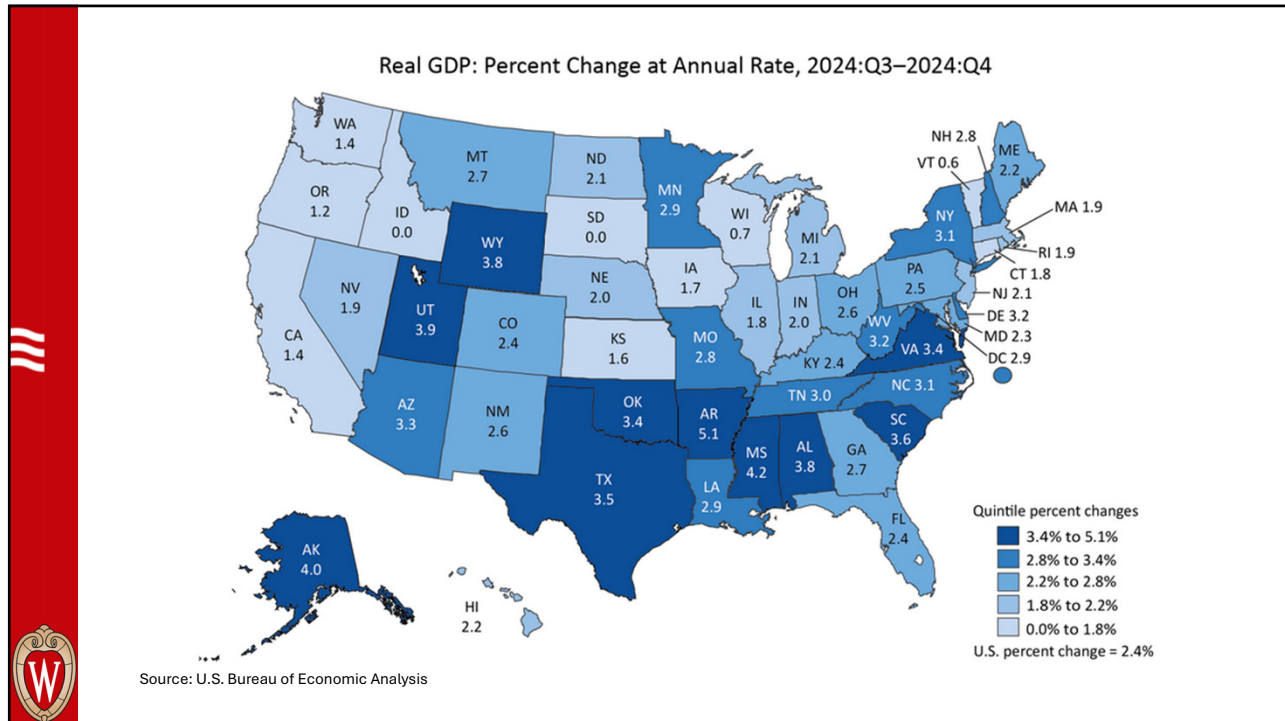 Real GDP: Percent Change at Annual Rate, 2024:Q3–2024:Q4
WA
1.4
OR
1.2
ID
0.0
MT
2.7
ND
2.1
SD
0.0
MN
2.9
WI
0.7
MI
2.1
NH 2.8
VT 0.6
ME
2.2
NY
3.1
MA 1.9
RI 1.9
CT 1.8
NJ 2.1
DE 3.2
MD 2.3
DC 2.9
PA
2.5
WY
3.8
NE
2.0
IA
1.7
IL
1.8
IN
2.0
OH
2.6
WV
3.2
VA 3.4
CA
1.4
NV
1.9
UT
3.9
CO
2.4
KS
1.6
MO
2.8
KY 2.4
NC 3.1
TN 3.0
AZ
3.3
NM
2.6
OK
3.4
AR
5.1
SC
3.6
TX
3.5
LA
2.9
MS
4.2
AL
3.8
GA
2.7
FL
2.4
AK
4.0
HI
2.2
Quintile percent changes
3.4% to 5.1%
2.8% to 3.4%
2.2% to 2.8%
1.8% to 2.2%
0.0% to 1.8%
U.S. percent change = 2.4%
Source: U.S. Bureau of Economic Analysis
W